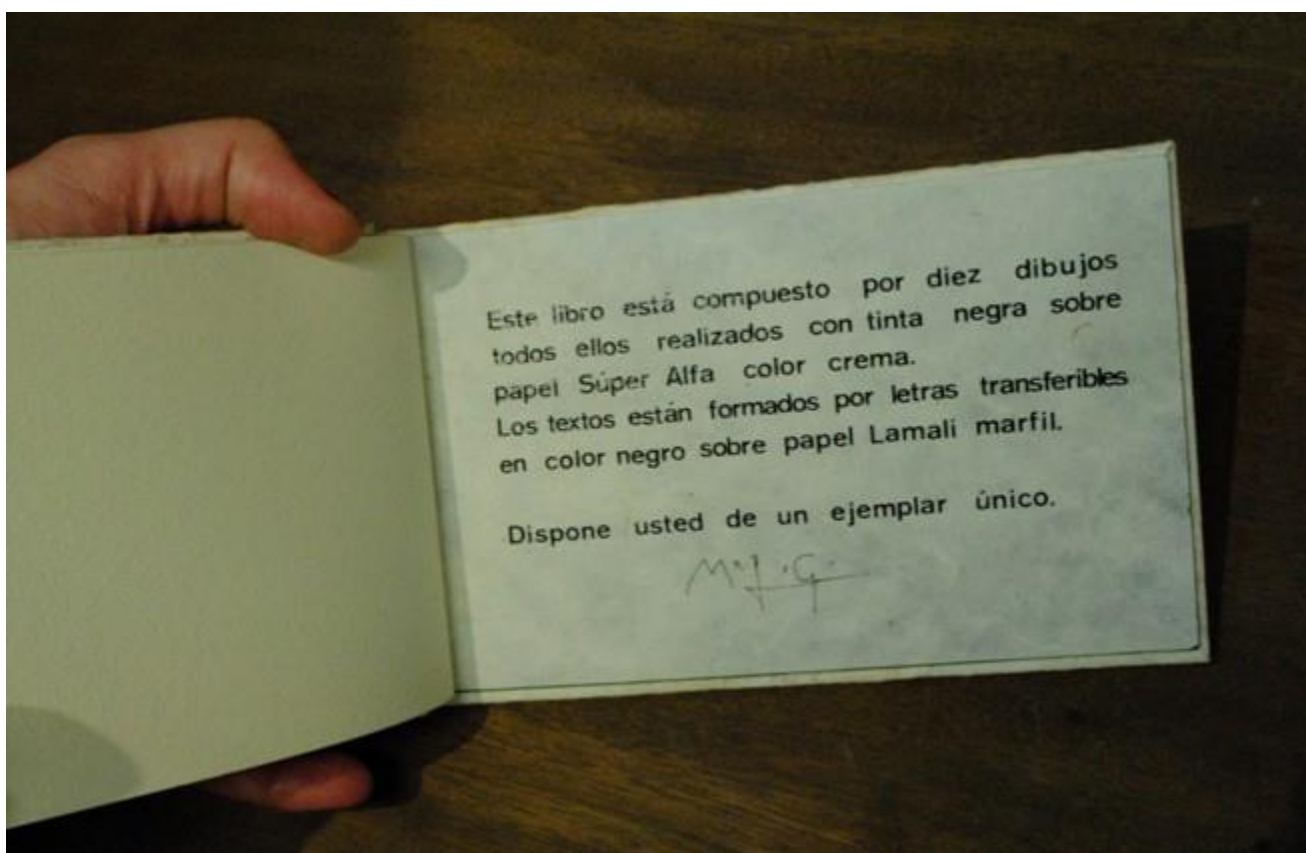 Este libro está compuesto por diez dibujos
todos ellos realizados con tinta negra sobre
papel Súper Alfa color crema.
Los textos están formados por letras transferibles
en color negro sobre papel Lamali marfil.
Dispone usted de un ejemplar único.